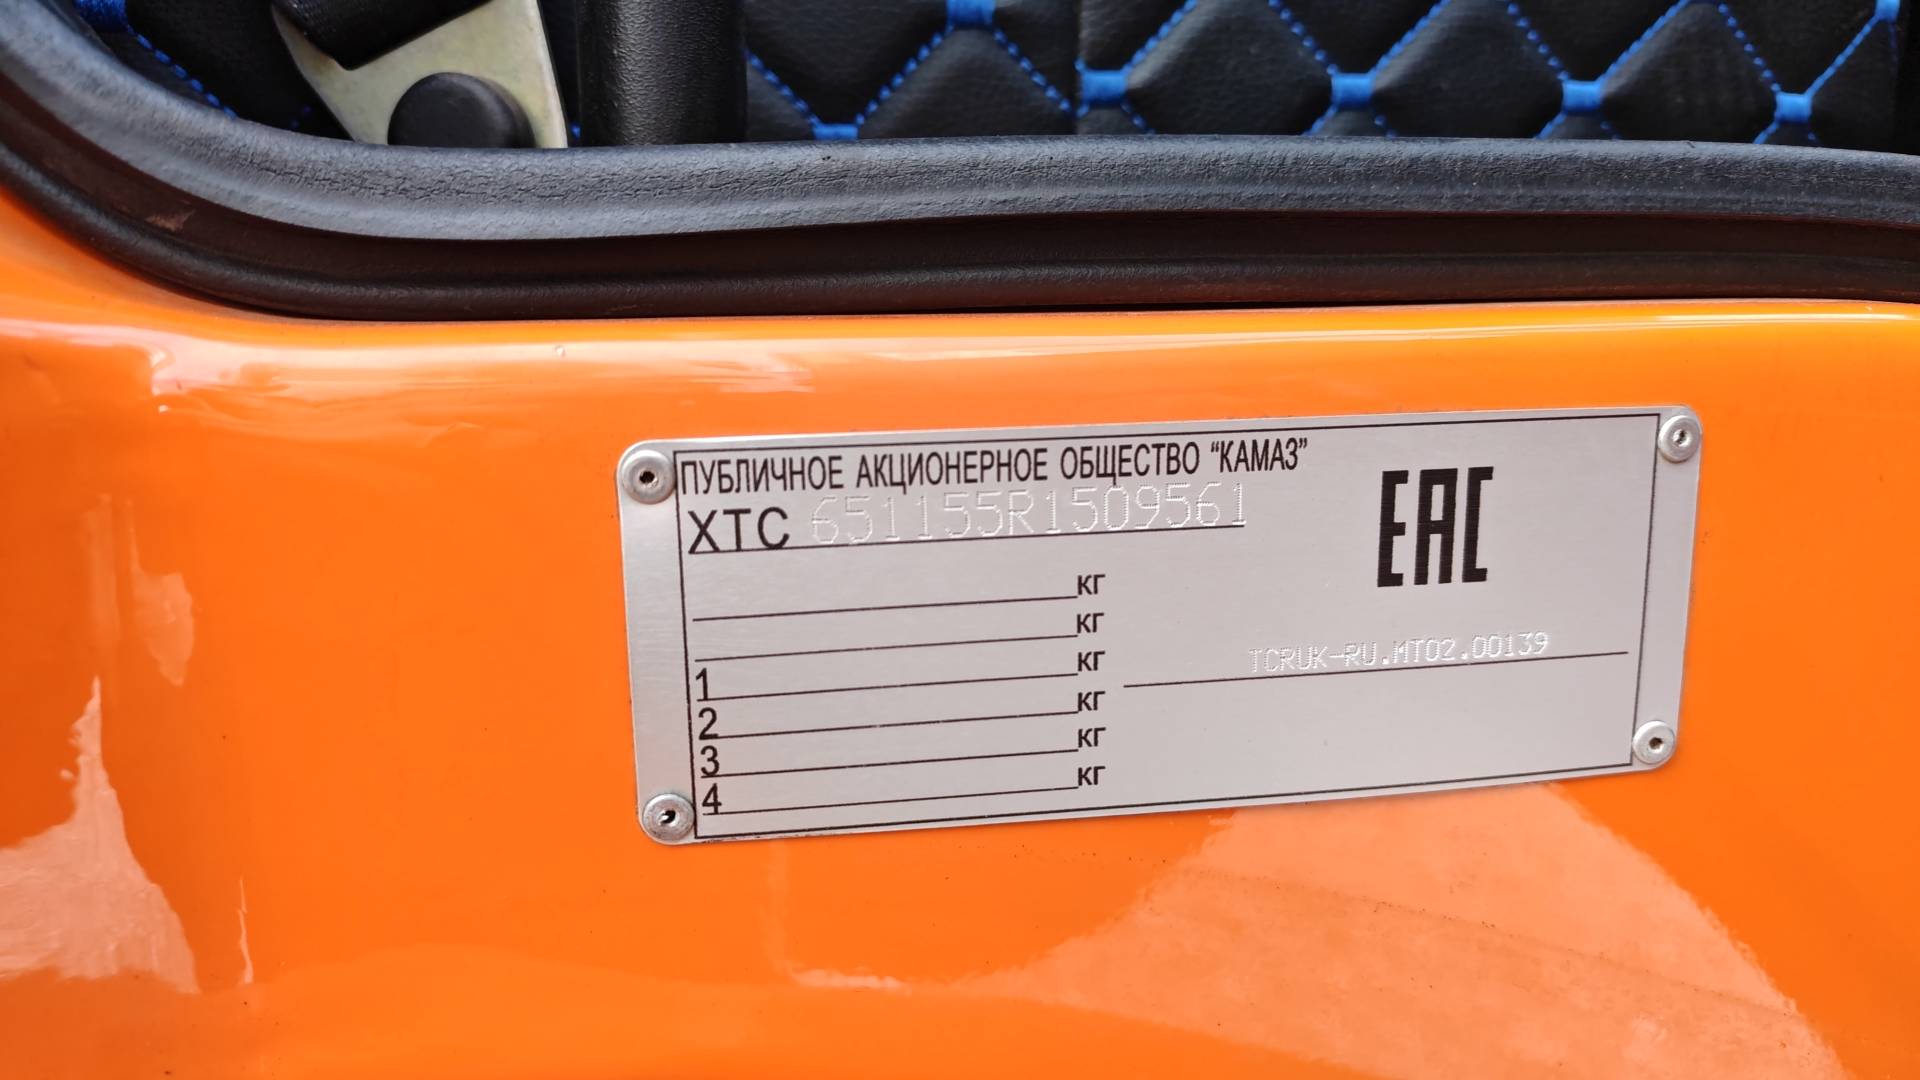 ПУБЛИЧНОЕ АКЦИОНЕРНОЕ ОБЩЕСТВО “КАМАЗ”
XTC 651155R1509561
EAC
кг
кг
1 кг
2 кг
3 кг
4 кг
TCRUK-RU.MT02.00139